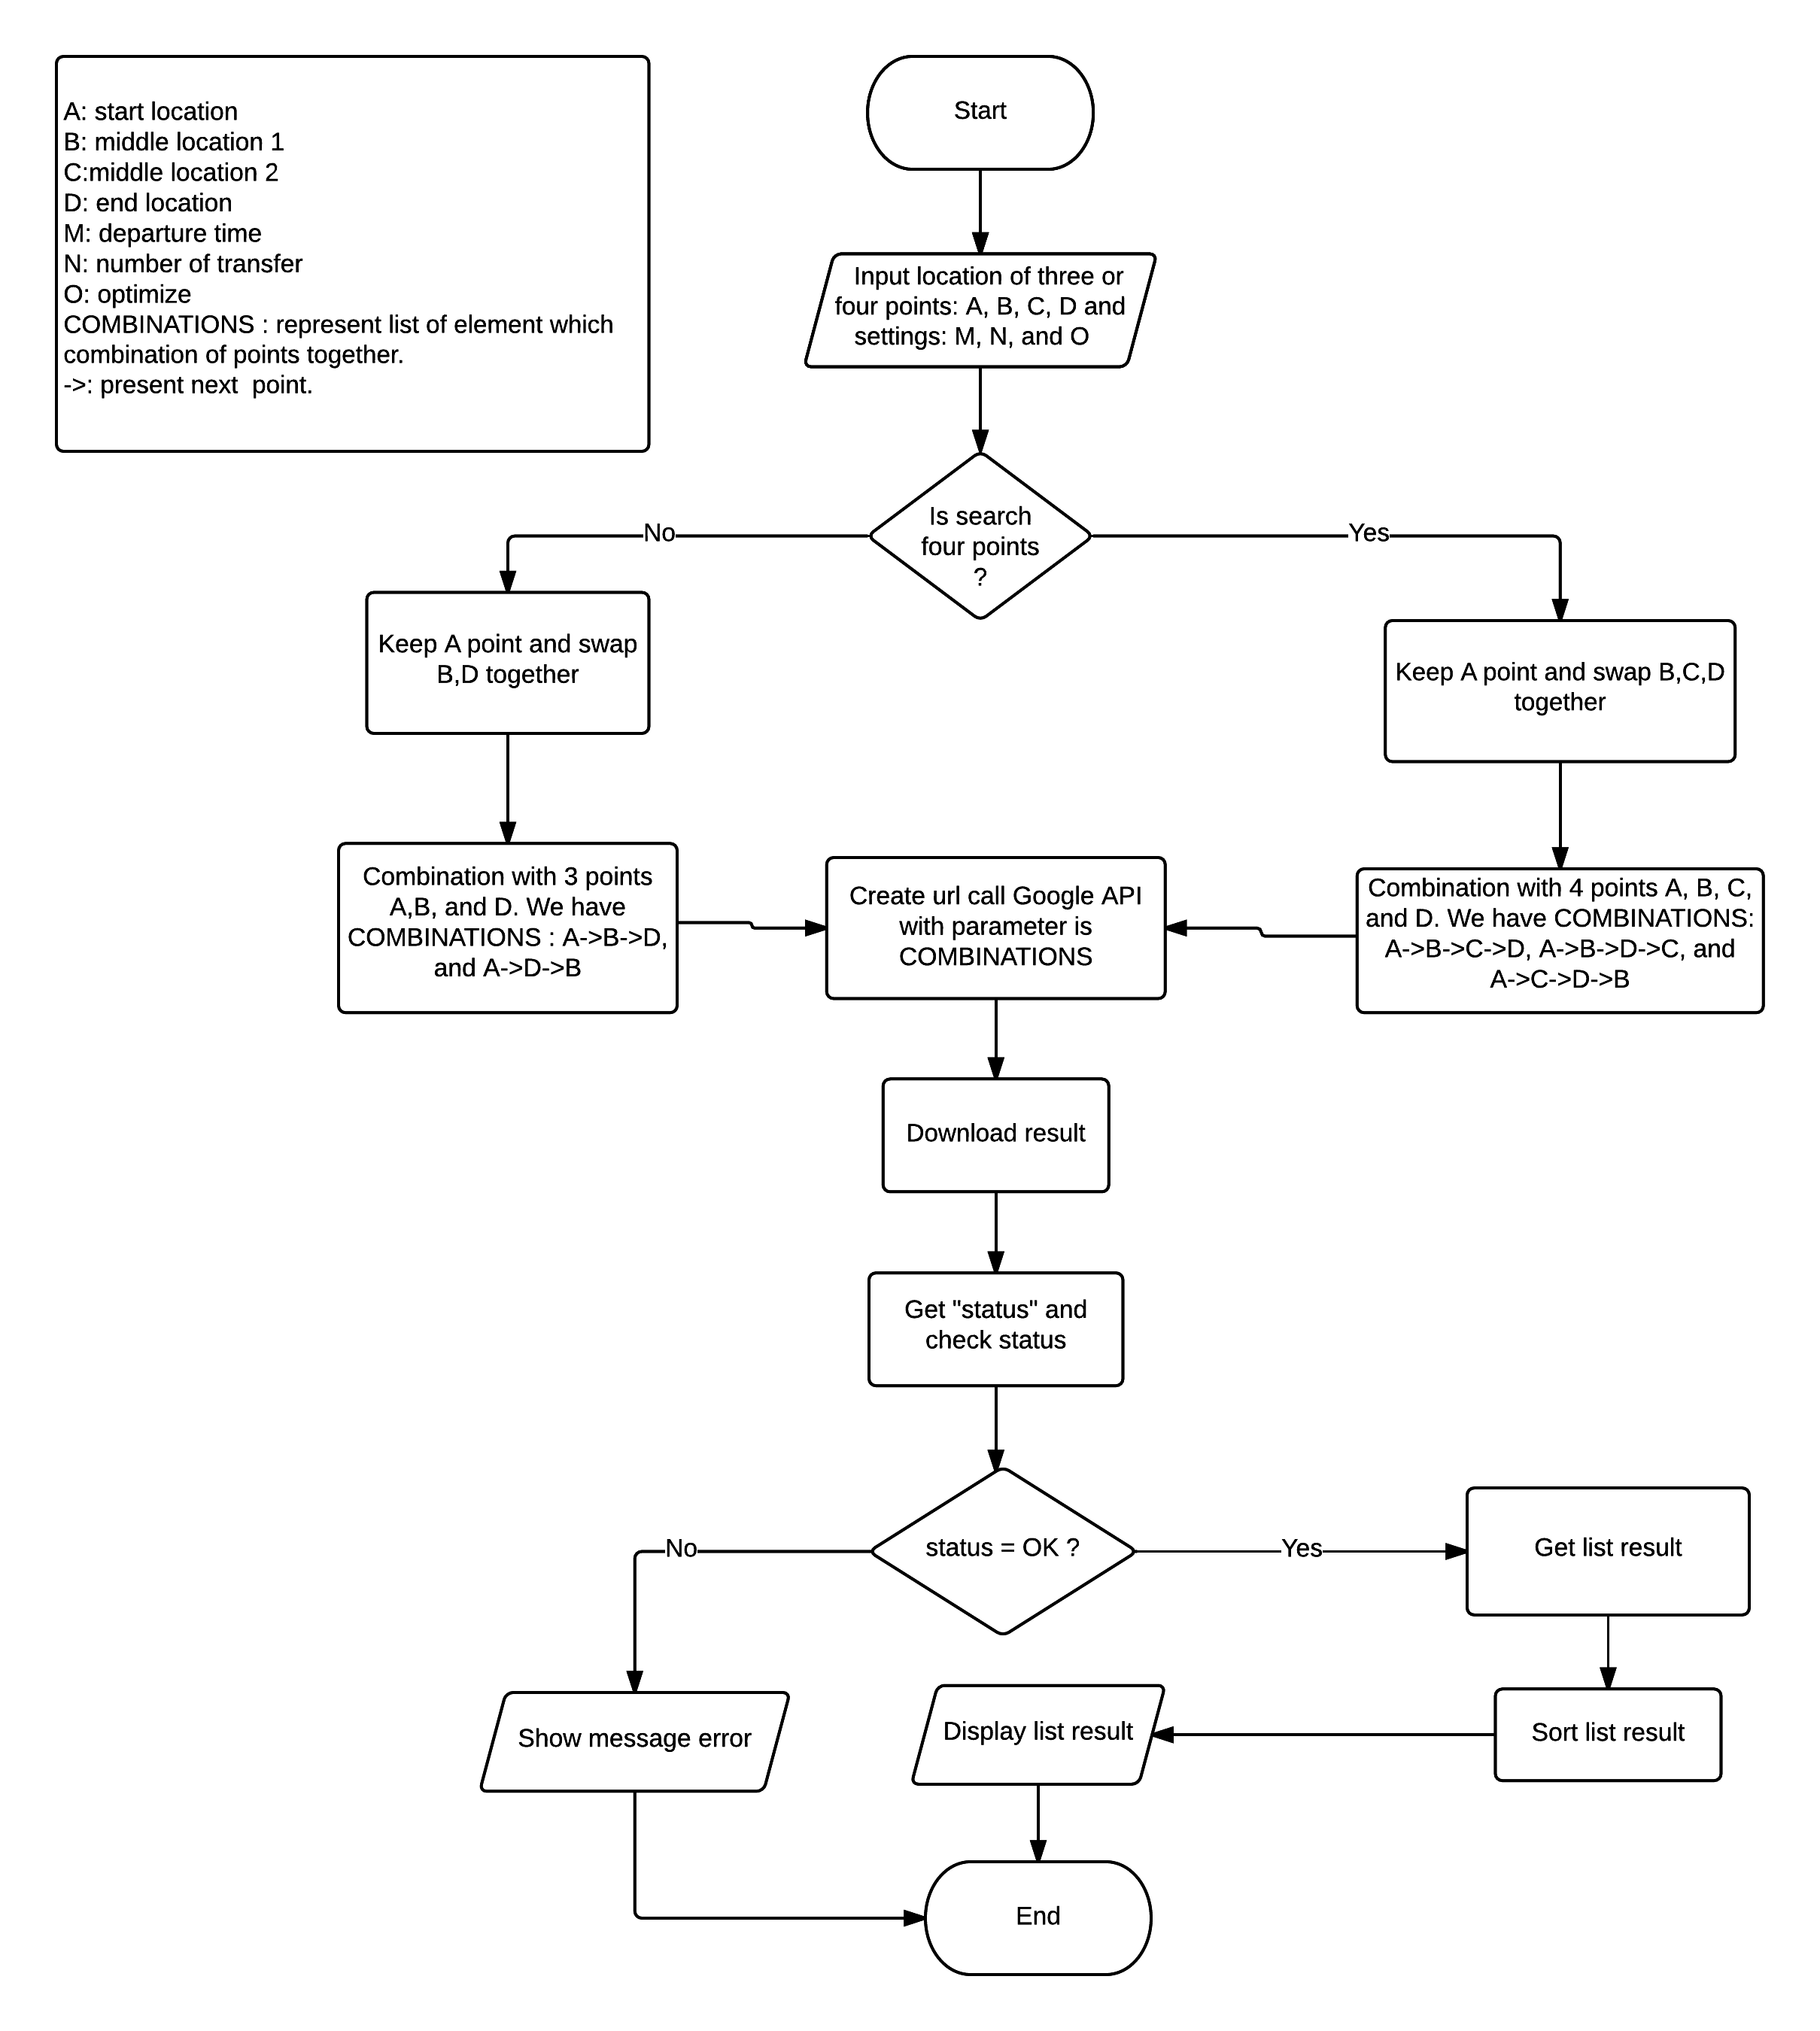 A: start location
B: middle location 1
C:middle location 2
D: end location
M: departure time
N: number of transfer
O: optimize
COMBINATIONS : represent list of element which
combination of points together.
->: present next  point.
Start
Input location of three or
four points: A, B, C, D and
settings: M, N, and O
Is search
four points
?
No
Yes
Keep A point and swap
B,D together
Keep A point and swap B,C,D
together
Combination with 3 points
A,B, and D. We have
COMBINATIONS : A->B->D,
and A->D->B
Create url call Google API
with parameter is
COMBINATIONS
Combination with 4 points A, B, C,
and D. We have COMBINATIONS:
A->B->C->D, A->B->D->C, and
A->C->D->B
Download result
Get "status" and
check status
status = OK ?
No
Yes
Get list result
Show message error
Display list result
Sort list result
End